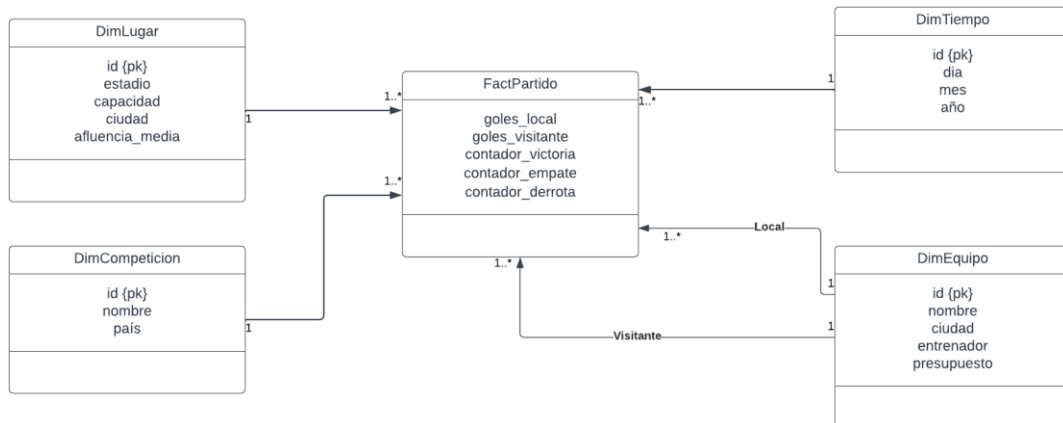 DimLugar
id {pk}
estadio
capacidad
ciudad
afluencia_media
1
1..*
DimCompeticion
id {pk}
nombre
país
1
1..*
FactPartido
goles_local
goles_visitante
contador_victoria
contador_empate
contador_derrota
DimTiempo
id {pk}
dia
mes
año
1
1..*
Local
1..*
1
Visitante
1..*
1
DimEquipo
id {pk}
nombre
ciudad
entrenador
presupuesto